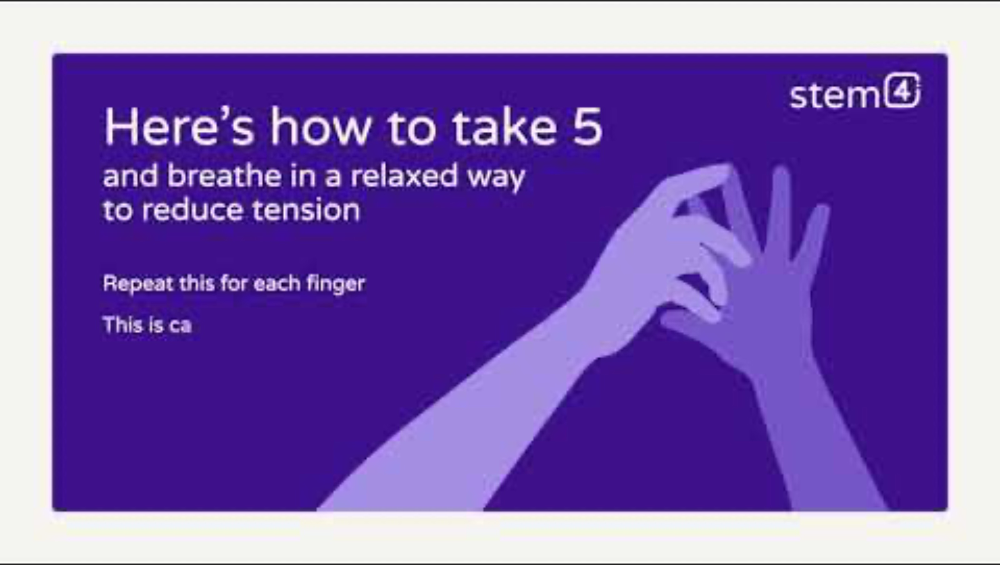 stem4
Here's how to take 5
and breathe in a relaxed way
to reduce tension
Repeat this for each finger
This is ca